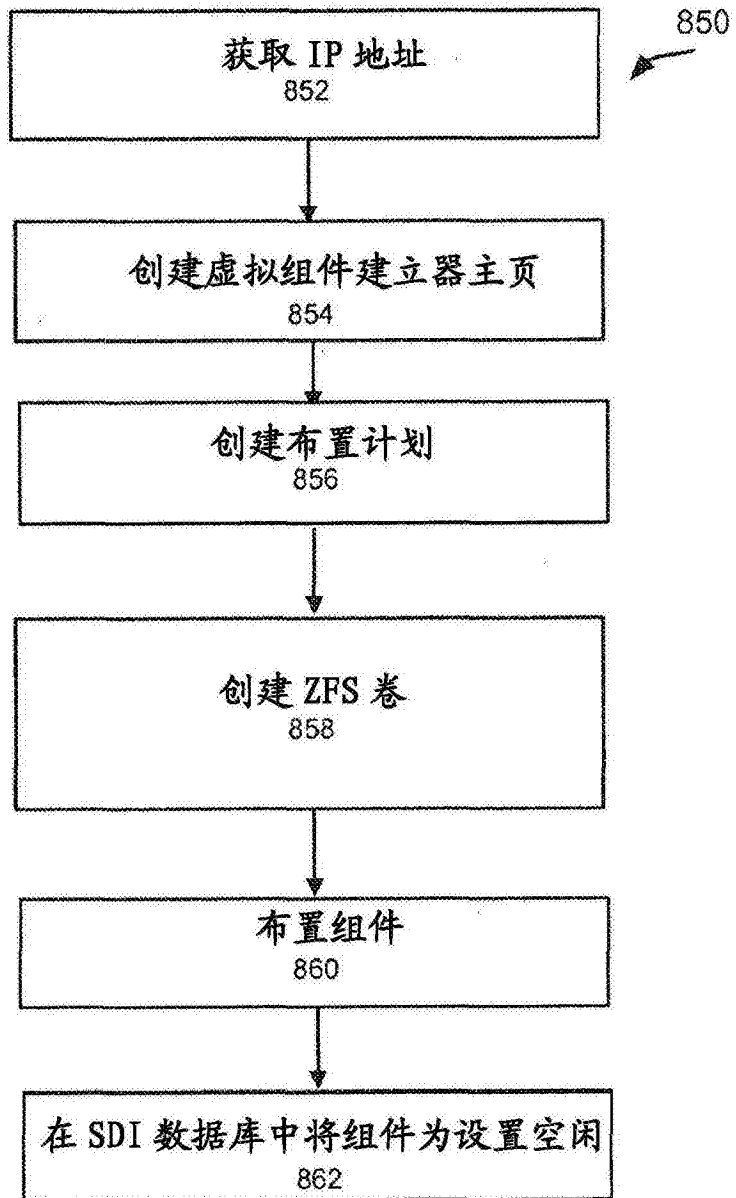 850
获取 IP 地址
852
创建虚拟组件建立器主页
854
创建布置计划
856
创建 ZFS 卷
858
布置组件
860
在 SDI 数据库中将组件为设置空闲
862